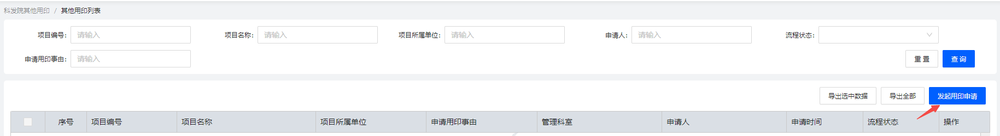 科发院其他用印 / 其他用印列表
项目编号: 请输入 项目名称: 请输入 项目所属单位: 请输入 申请人: 请输入 流程状态:
申请用印事由: 请输入 重 置 查 询
导出选中数据 导出全部 发起用印申请
序号 项目编号 项目名称 项目所属单位 申请用印事由 管理科室 申请人 申请时间 流程状态 操作